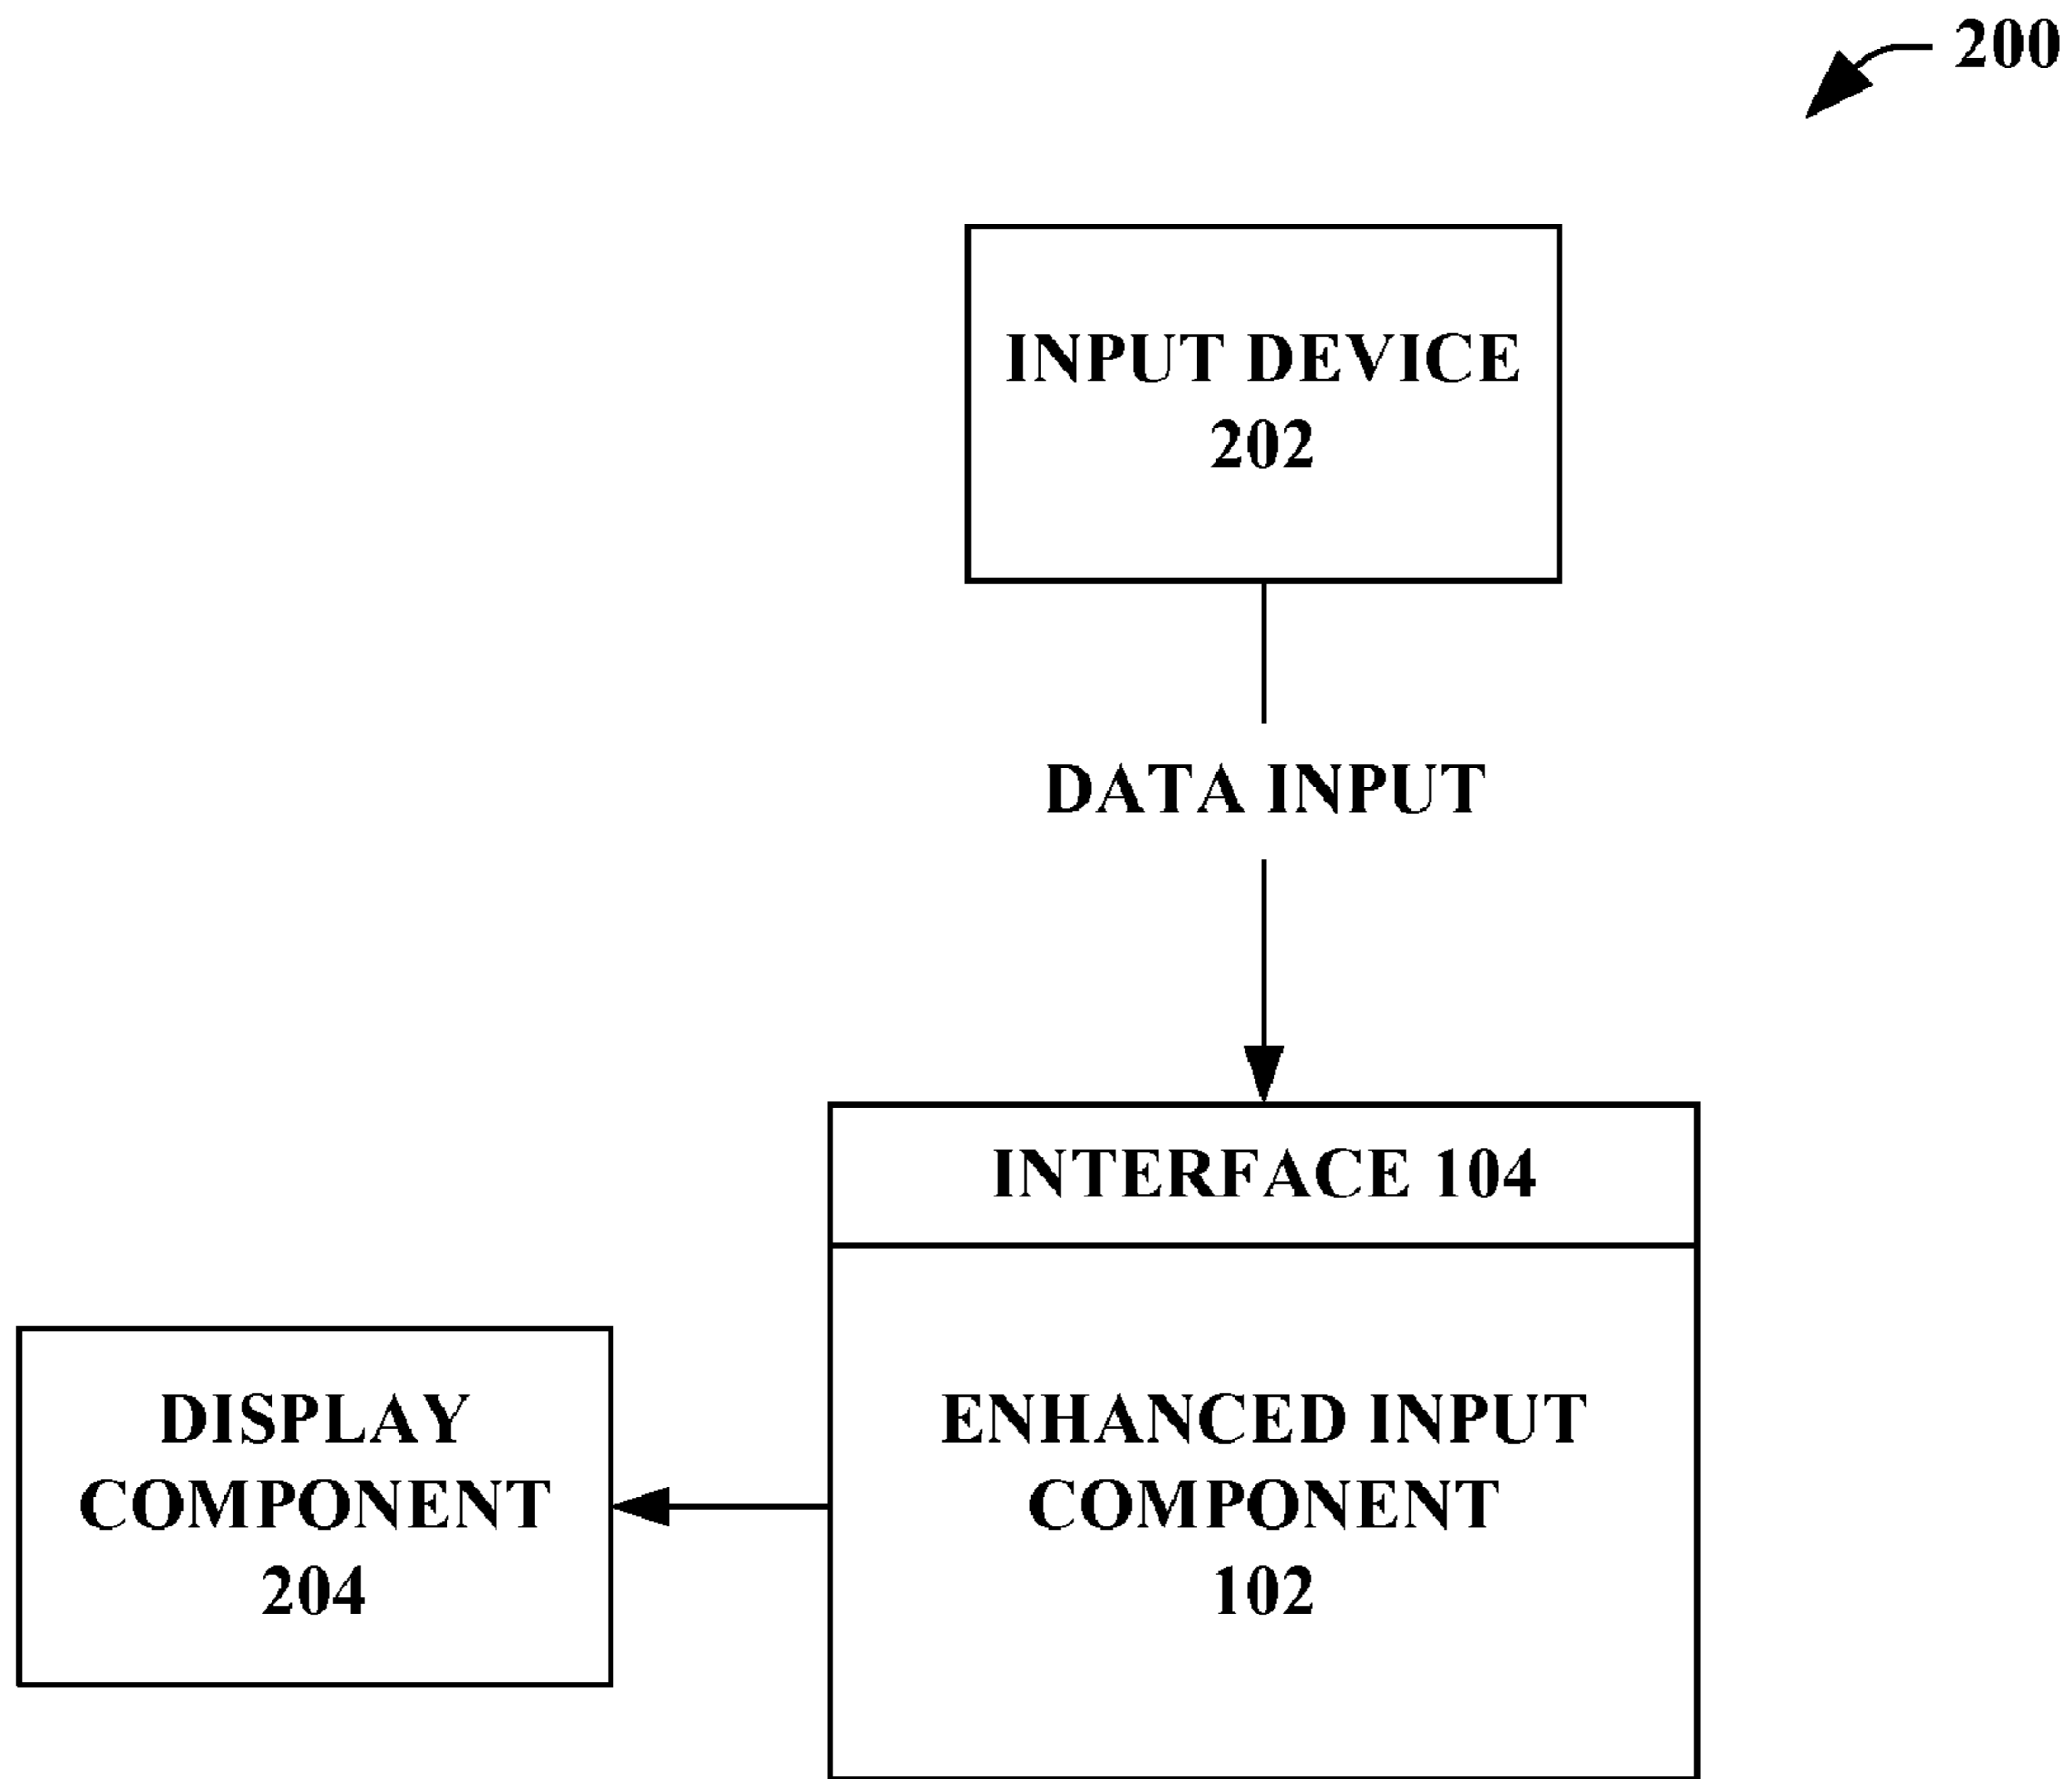 200
INPUT DEVICE
202
DATA INPUT
INTERFACE 104
DISPLAY
COMPONENT
204
ENHANCED INPUT
COMPONENT
102